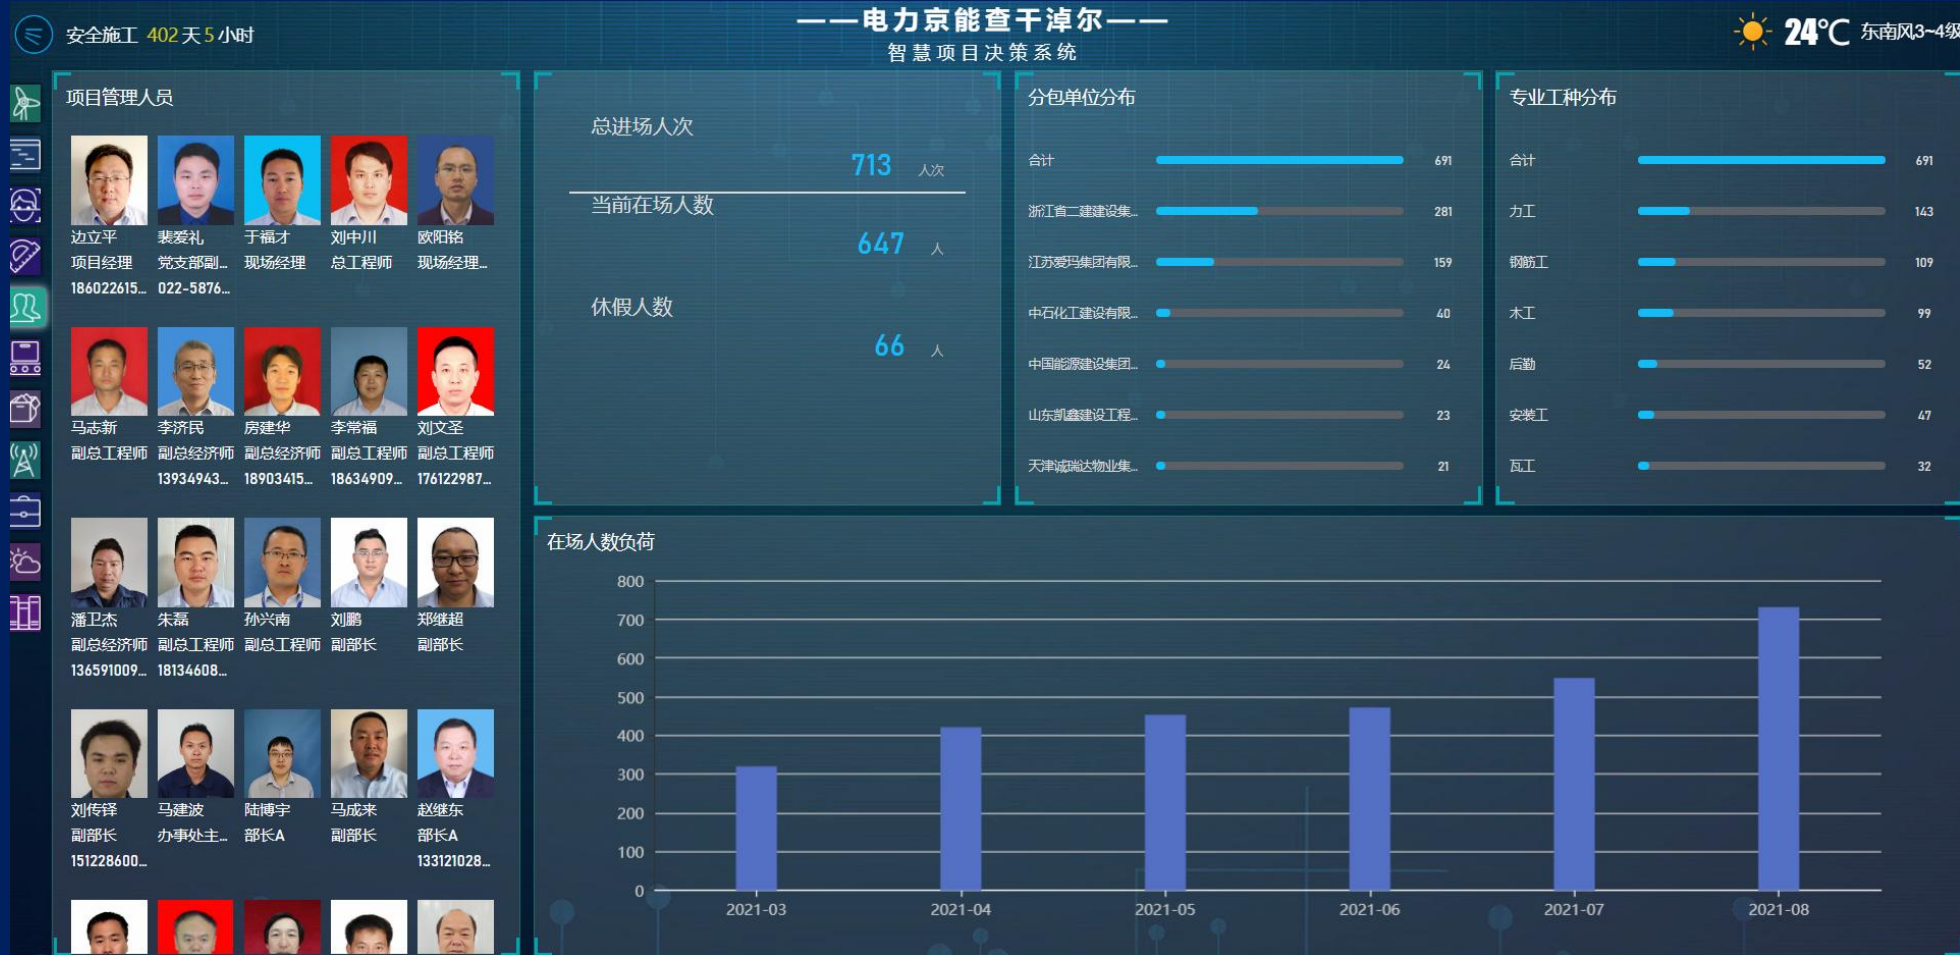 安全施工 402 天 5 小时
——电力京能查干淖尔——
智慧项目决策系统
24℃ 东南风3~4级
项目管理人员
边立平 裴爱礼 于福才 刘中川 欧阳铭
项目经理 党支部副... 现场经理 总工程师 现场经理...
186022615... 022-5876...
马志新 李济民 房建华 李常福 刘文圣
副总工程师 副总经济师 副总经济师 副总工程师 副总工程师
13934943... 18903415... 18634909... 176122987...
潘卫杰 朱磊 孙兴南 刘鹏 郑继超
副总经济师 副总工程师 副总工程师 副部长 副部长
136591009... 18134608...
刘传铎 马建波 陆博宇 马成来 赵继东
副部长 办事处主... 部长A 副部长 部长A
151228600... 133121028...
总进场人次
713 人次
当前在场人数
647 人
休假人数
66 人
分包单位分布
合计 691
浙江省二建建设集... 281
江苏爱玛集团有限... 159
中石化工建设有限... 40
中国能源建设集团... 24
山东凯鑫建设工程... 23
天津诚瑞达物业集... 21
专业工种分布
合计 691
力工 143
钢筋工 109
木工 99
后勤 52
安装工 47
瓦工 32
在场人数负荷
800
700
600
500
400
300
200
100
0
2021-03 2021-04 2021-05 2021-06 2021-07 2021-08